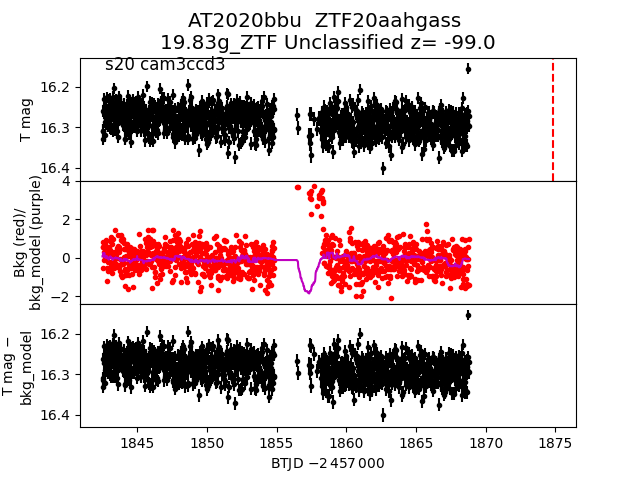 AT2020bbu  ZTF20aahgass
19.83g_ZTF Unclassified z= -99.0
s20 cam3ccd3
T mag
16.2
16.3
16.4
Bkg (red)/
bkg_model (purple)
4
2
0
−2
T mag −
bkg_model
16.2
16.3
16.4
1845 1850 1855 1860 1865 1870 1875
BTJD −2 457 000